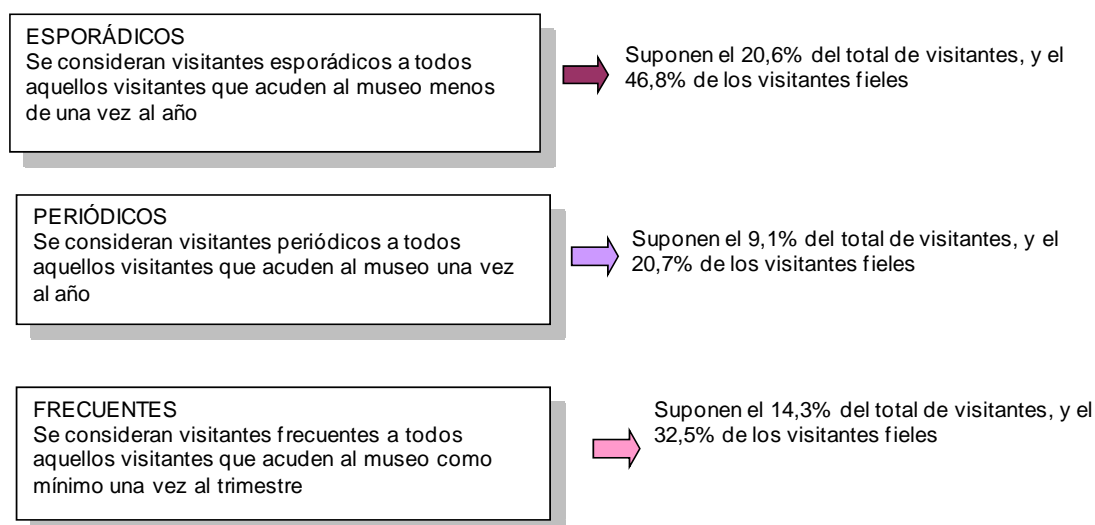 ESPORÁDICOS
Se consideran visitantes esporádicos a todos
aquellos visitantes que acuden al museo menos
de una vez al año
Suponen el 20,6% del total de visitantes, y el
46,8% de los visitantes fieles
PERIÓDICOS
Se consideran visitantes periódicos a todos
aquellos visitantes que acuden al museo una vez
al año
Suponen el 9,1% del total de visitantes, y el
20,7% de los visitantes fieles
FRECUENTES
Se consideran visitantes frecuentes a todos
aquellos visitantes que acuden al museo como
mínimo una vez al trimestre
Suponen el 14,3% del total de visitantes, y el
32,5% de los visitantes fieles